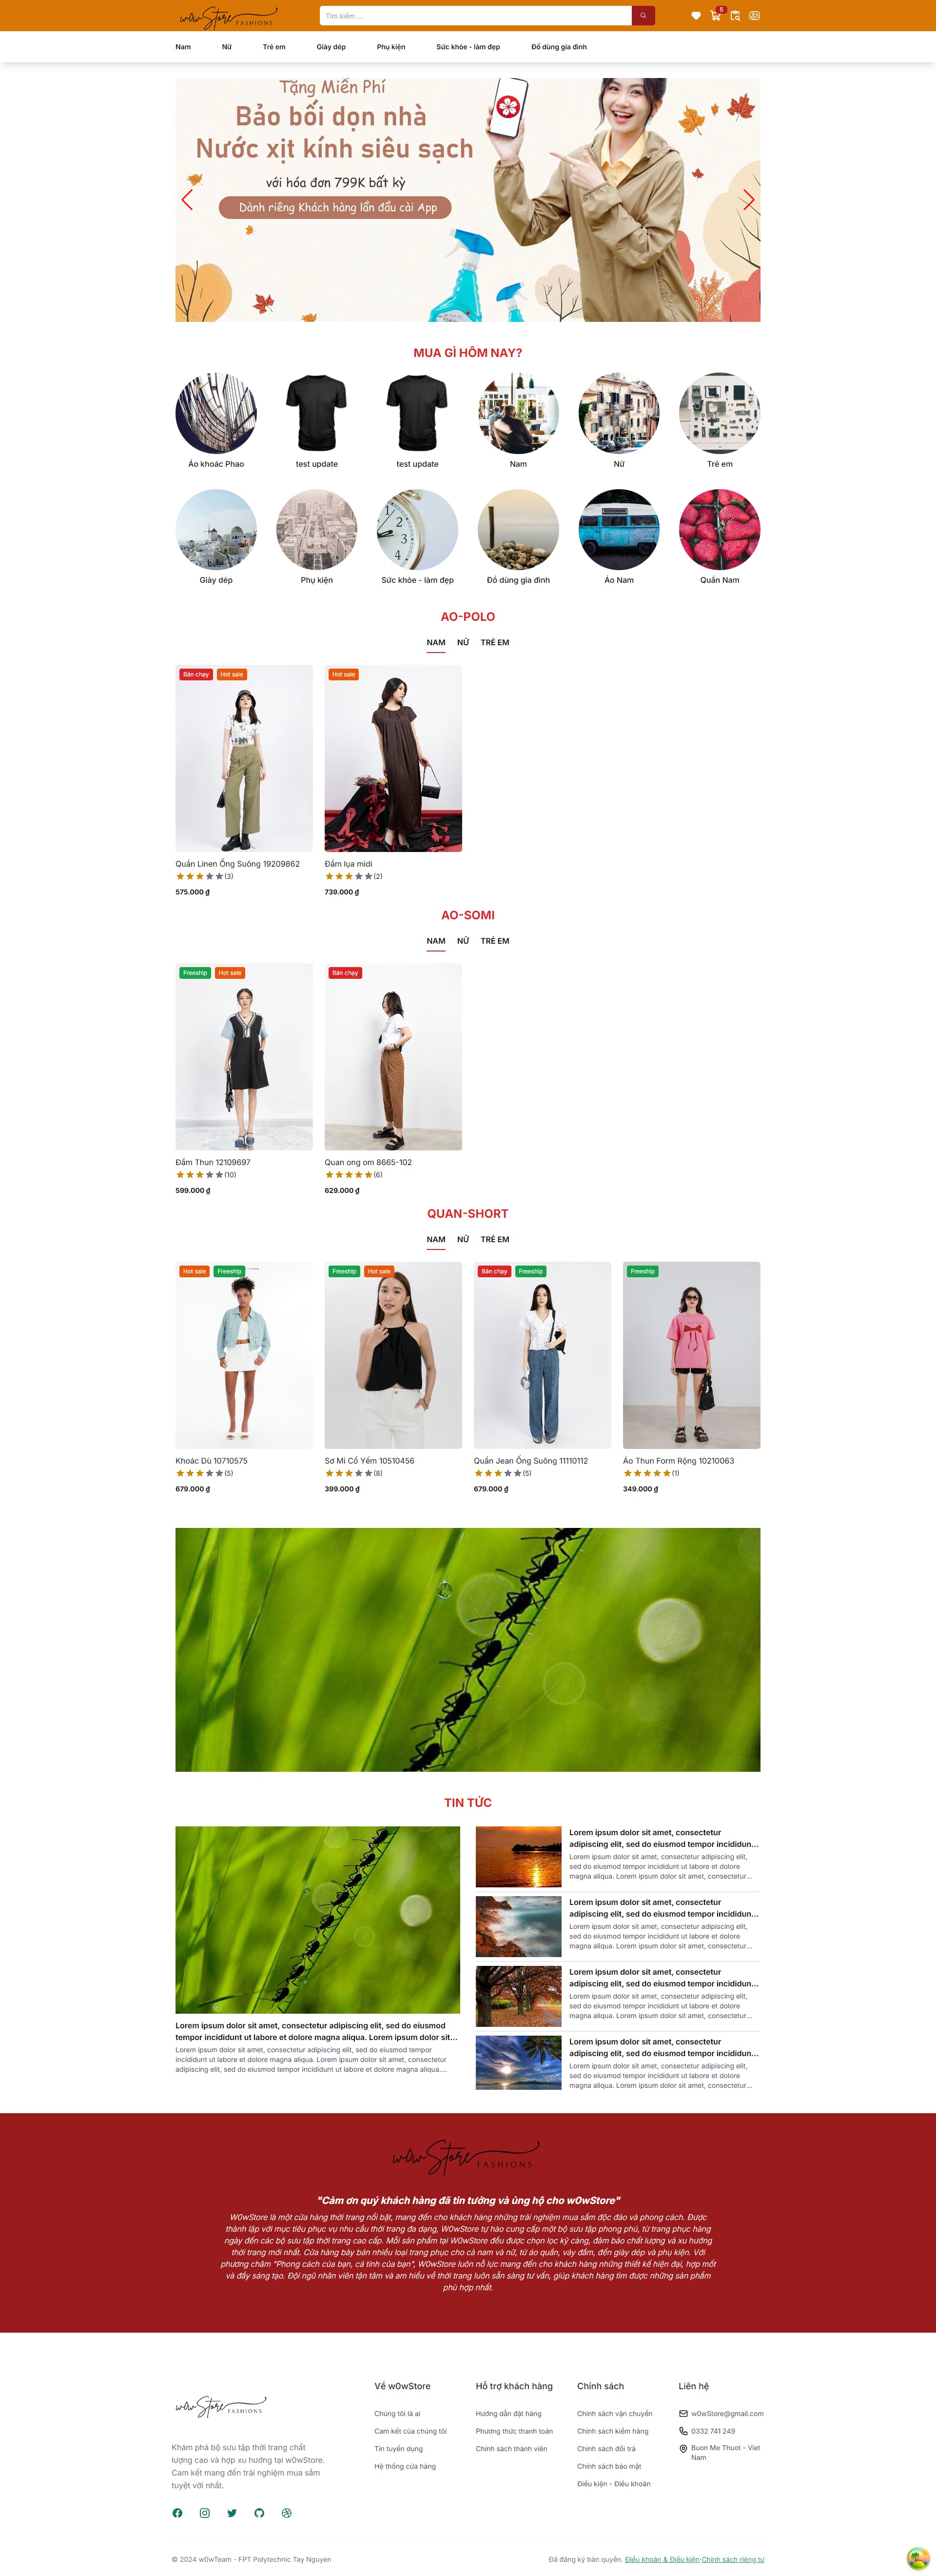 w0wStore
FASHIONS
Tìm kiếm ...
5
Nam Nữ Trẻ em Giày dép Phụ kiện Sức khỏe - làm đẹp Đồ dùng gia đình
Tặng Miễn Phí
Bảo bối dọn nhà
Nước xịt kính siêu sạch
với hóa đơn 799K bất kỳ
Dành riêng Khách hàng lần đầu cài App
MUA GÌ HÔM NAY?
Áo khoác Phao test update test update Nam Nữ Trẻ em
Giày dép Phụ kiện Sức khỏe - làm đẹp Đồ dùng gia đình Áo Nam Quần Nam
AO-POLO
NAM NỮ TRẺ EM
Bán chạy Hot sale Hot sale
Quần Linen Ống Suông 19209862 Đầm lụa midi
(3) (2)
575.000 ₫ 739.000 ₫
AO-SOMI
NAM NỮ TRẺ EM
Freeship Hot sale Bán chạy
Đầm Thun 12109697 Quan ong om 8665-102
(10) (6)
599.000 ₫ 629.000 ₫
QUAN-SHORT
NAM NỮ TRẺ EM
Hot sale Freeship Freeship Hot sale Bán chạy Freeship Freeship
Khoác Dù 10710575 Sơ Mi Cổ Yếm 10510456 Quần Jean Ống Suông 11110112 Áo Thun Form Rộng 10210063
(5) (8) (5) (1)
679.000 ₫ 399.000 ₫ 679.000 ₫ 349.000 ₫
TIN TỨC
Lorem ipsum dolor sit amet, consectetur adipiscing elit, sed do eiusmod
tempor incididunt ut labore et dolore magna aliqua. Lorem ipsum dolor sit...
Lorem ipsum dolor sit amet, consectetur adipiscing elit, sed do eiusmod tempor
incididunt ut labore et dolore magna aliqua. Lorem ipsum dolor sit amet, consectetur
adipiscing elit, sed do eiusmod tempor incididunt ut labore et dolore magna aliqua....
Lorem ipsum dolor sit amet, consectetur
adipiscing elit, sed do eiusmod tempor incididun...
Lorem ipsum dolor sit amet, consectetur adipiscing elit,
sed do eiusmod tempor incididunt ut labore et dolore
magna aliqua. Lorem ipsum dolor sit amet, consectetur...
Lorem ipsum dolor sit amet, consectetur
adipiscing elit, sed do eiusmod tempor incididun...
Lorem ipsum dolor sit amet, consectetur adipiscing elit,
sed do eiusmod tempor incididunt ut labore et dolore
magna aliqua. Lorem ipsum dolor sit amet, consectetur...
Lorem ipsum dolor sit amet, consectetur
adipiscing elit, sed do eiusmod tempor incididun...
Lorem ipsum dolor sit amet, consectetur adipiscing elit,
sed do eiusmod tempor incididunt ut labore et dolore
magna aliqua. Lorem ipsum dolor sit amet, consectetur...
Lorem ipsum dolor sit amet, consectetur
adipiscing elit, sed do eiusmod tempor incididun...
Lorem ipsum dolor sit amet, consectetur adipiscing elit,
sed do eiusmod tempor incididunt ut labore et dolore
magna aliqua. Lorem ipsum dolor sit amet, consectetur...
w0wStore
FASHIONS
"Cảm ơn quý khách hàng đã tin tưởng và ủng hộ cho w0wStore"
W0wStore là một cửa hàng thời trang nổi bật, mang đến cho khách hàng những trải nghiệm mua sắm độc đáo và phong cách. Được
thành lập với mục tiêu phục vụ nhu cầu thời trang đa dạng, W0wStore tự hào cung cấp một bộ sưu tập phong phú, từ trang phục hàng
ngày đến các bộ sưu tập thời trang cao cấp. Mỗi sản phẩm tại W0wStore đều được chọn lọc kỹ càng, đảm bảo chất lượng và xu hướng
thời trang mới nhất. Cửa hàng bày bán nhiều loại trang phục cho cả nam và nữ, từ áo quần, váy đầm, đến giày dép và phụ kiện. Với
phương châm "Phong cách của bạn, cá tính của bạn", W0wStore luôn nỗ lực mang đến cho khách hàng những thiết kế hiện đại, hợp mốt
và đầy sáng tạo. Đội ngũ nhân viên tận tâm và am hiểu về thời trang luôn sẵn sàng tư vấn, giúp khách hàng tìm được những sản phẩm
phù hợp nhất.
w0wStore
FASHIONS
Khám phá bộ sưu tập thời trang chất
lượng cao và hợp xu hướng tại w0wStore.
Cam kết mang đến trải nghiệm mua sắm
tuyệt vời nhất.
Về w0wStore
Chúng tôi là ai
Cam kết của chúng tôi
Tin tuyển dụng
Hệ thống cửa hàng
Hỗ trợ khách hàng
Hướng dẫn đặt hàng
Phương thức thanh toán
Chính sách thành viên
Chính sách
Chính sách vận chuyển
Chính sách kiểm hàng
Chính sách đổi trả
Chính sách bảo mật
Điều kiện - Điều khoản
Liên hệ
w0wStore@gmail.com
0332 741 249
Buon Me Thuot - Viet
Nam
© 2024 w0wTeam - FPT Polytechnic Tay Nguyen
Đã đăng ký bản quyền. Điều khoản & Điều kiện·Chính sách riêng tư